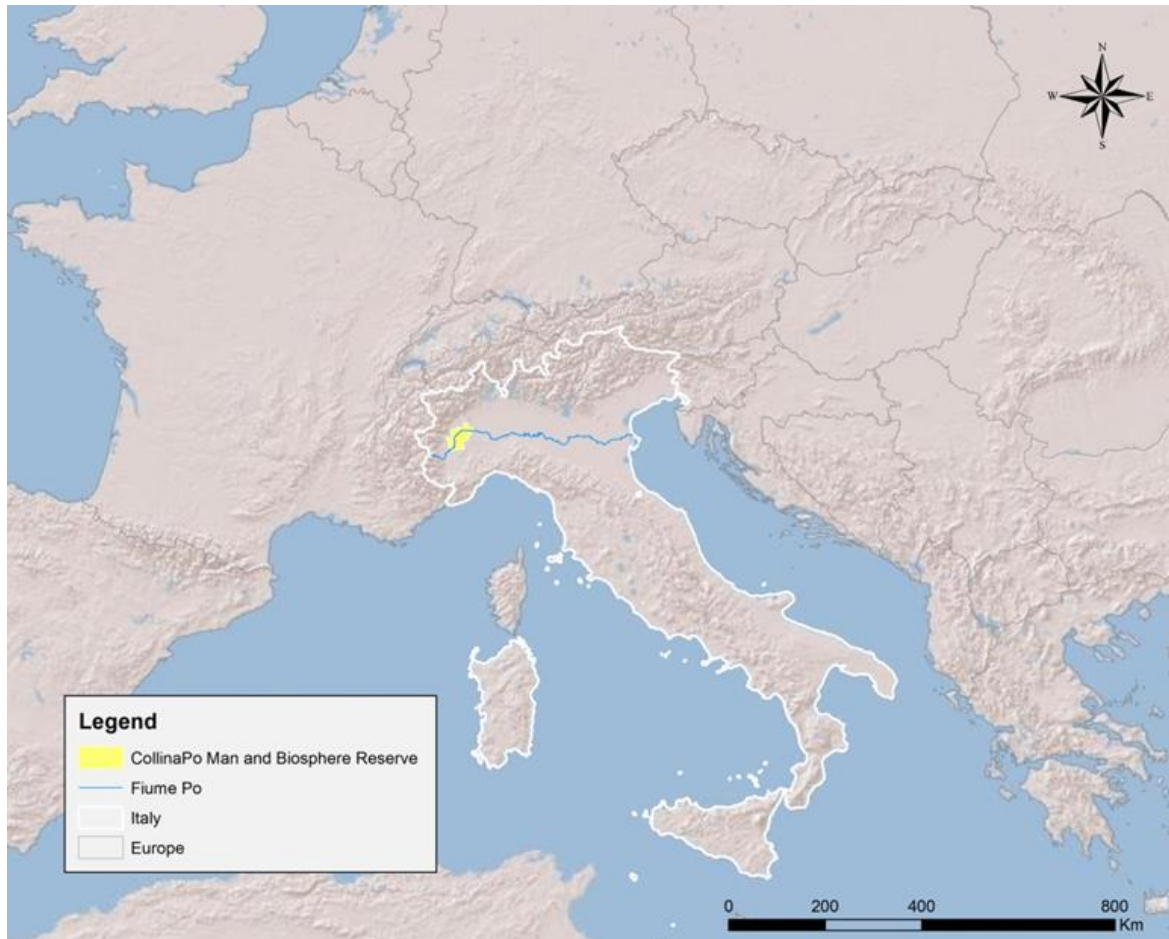 N
W E
S
Legend
CollinaPo Man and Biosphere Reserve
Fiume Po
Italy
Europe
0 200 400 800
Km